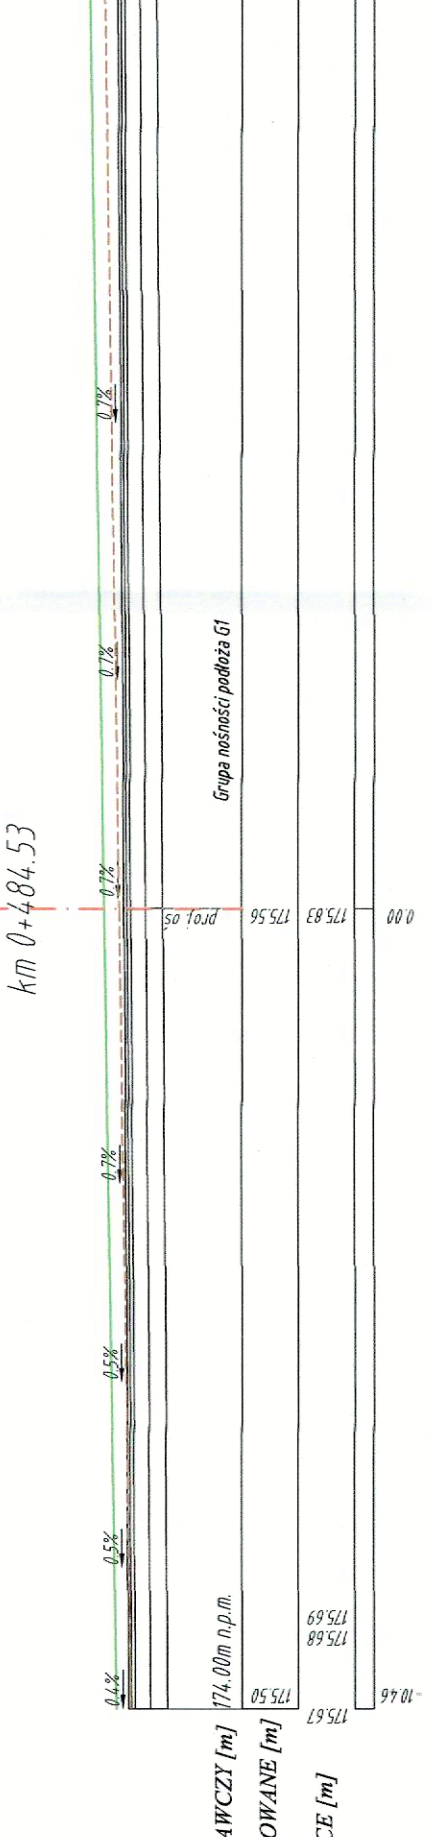 km 0+484.53
0.4%
0.5%
0.5%
0.7%
0.7%
0.7%
0.7%
Grupa nośności podłoża G1
proj. oś
AWCZY [m] 174.00m n.p.m.
OWANE [m] 175.50 175.56
CE [m] 175.67 175.68 175.69 175.83
-10.46 0.00